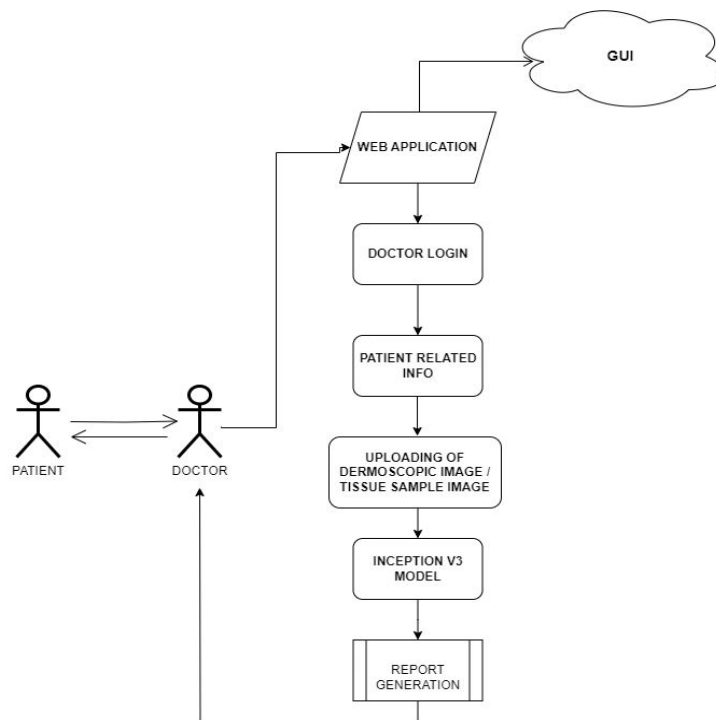 GUI
WEB APPLICATION
DOCTOR LOGIN
PATIENT RELATED
INFO
PATIENT
DOCTOR
UPLOADING OF
DERMOSCOPIC IMAGE /
TISSUE SAMPLE IMAGE
INCEPTION V3
MODEL
REPORT
GENERATION